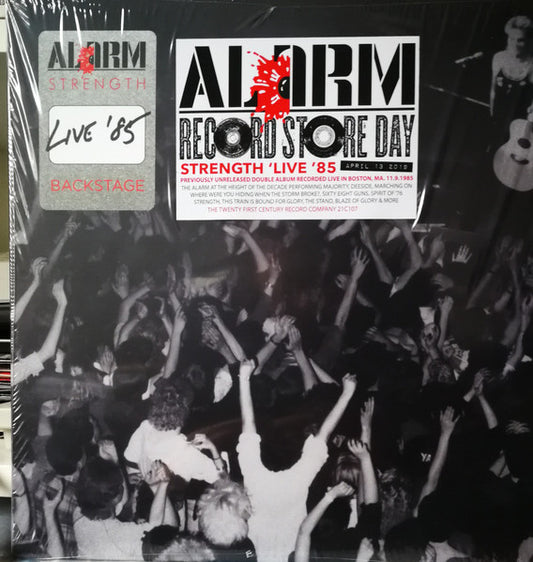 ALARM
STRENGTH
LIVE '85
BACKSTAGE
ALARM
RECORD STORE DAY
STRENGTH 'LIVE '85 APRIL 13 2019
PREVIOUSLY UNRELEASED DOUBLE ALBUM RECORDED LIVE IN BOSTON, MA. 11.9.1985
THE ALARM AT THE HEIGHT OF THE DECADE PERFORMING MAJORITY, DEESIDE, MARCHING ON
WHERE WERE YOU HIDING WHEN THE STORM BROKE?, SIXTY EIGHT GUNS, SPIRIT OF '76
STRENGTH, THIS TRAIN IS BOUND FOR GLORY, THE STAND, BLAZE OF GLORY & MORE
THE TWENTY FIRST CENTURY RECORD COMPANY 21C107